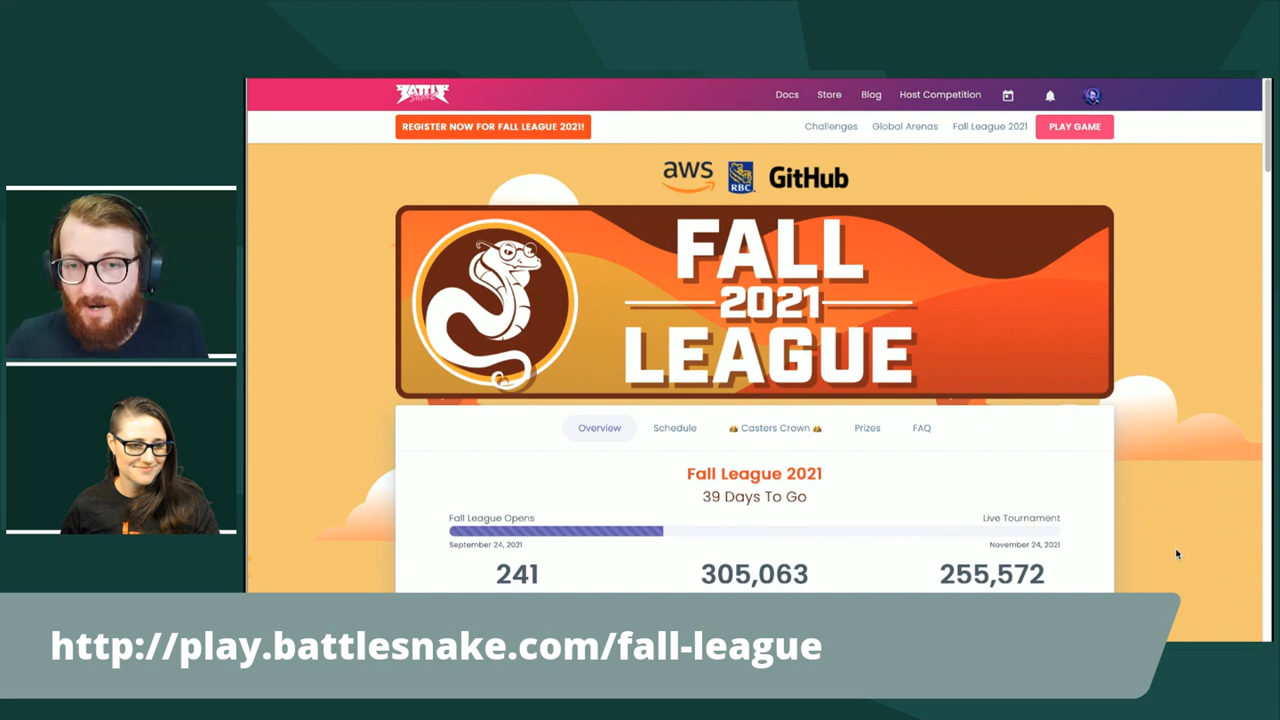 BATTLE
SNAKE
Docs Store Blog Host Competition
REGISTER NOW FOR FALL LEAGUE 2021!
Challenges Global Arenas Fall League 2021 PLAY GAME
aws RBC GitHub
FALL
2021
LEAGUE
Overview Schedule Casters Crown Prizes FAQ
Fall League 2021
39 Days To Go
Fall League Opens Live Tournament
September 24, 2021 November 24, 2021
241 305,063 255,572
http://play.battlesnake.com/fall-league